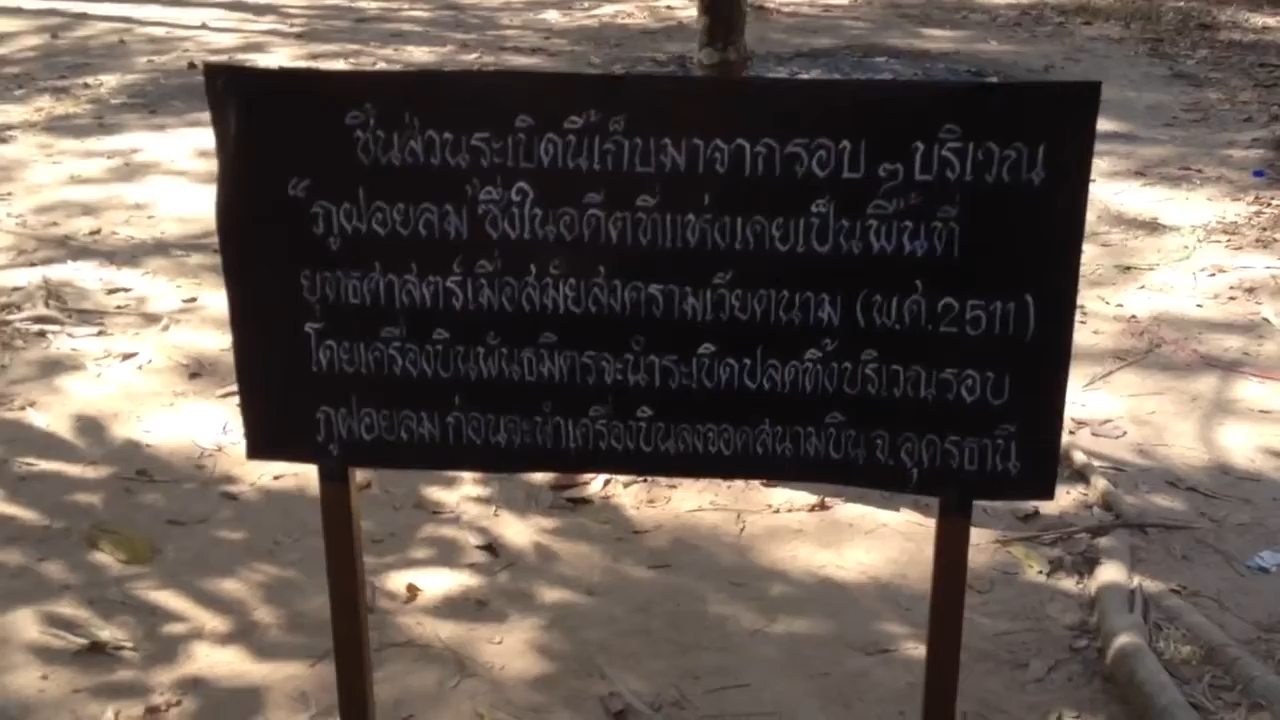 ชิ้นส่วนระเบิดนี้เก็บมาจากรอบ ๆ บริเวณ
"ภูฝอยลม" ซึ่งในอดีตที่แห่งเคยเป็นพื้นที่
ยุทธศาสตร์เมื่อสมัยสงครามเวียดนาม (พ.ศ.2511)
โดยเครื่องบินพันธมิตรจะนำระเบิดปลดทิ้งบริเวณรอบ
ภูฝอยลม ก่อนจะนำเครื่องบินลงจอดสนามบิน จ.อุดรธานี